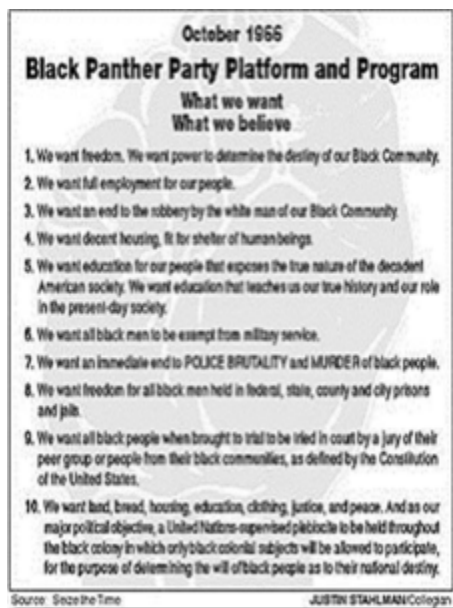 October 1966
Black Panther Party Platform and Program
What we want
What we believe
1. We want freedom. We want power to determine the destiny of our Black Community.
2. We want full employment for our people.
3. We want an end to the robbery by the white man of our Black Community.
4. We want decent housing, fit for shelter of human beings.
5. We want education for our people that exposes the true nature of the decadent
American society. We want education that teaches us our true history and our role
in the present-day society.
6. We want all black men to be exempt from military service.
7. We want an immediate end to POLICE BRUTALITY and MURDER of black people.
8. We want freedom for all black men held in federal, state, county and city prisons
and jails.
9. We want all black people when brought to trial to be tried in court by a jury of their
peer group or people from their black communities, as defined by the Constitution
of the United States.
10. We want land, bread, housing, education, clothing, justice, and peace. And as our
major political objective, a United Nations-supervised plebiscite to be held throughout
the black colony in which only black colonial subjects will be allowed to participate,
for the purpose of determining the will of black people as to their national destiny.
Source: Seize the Time
JUSTIN STAHLMAN/Collegian